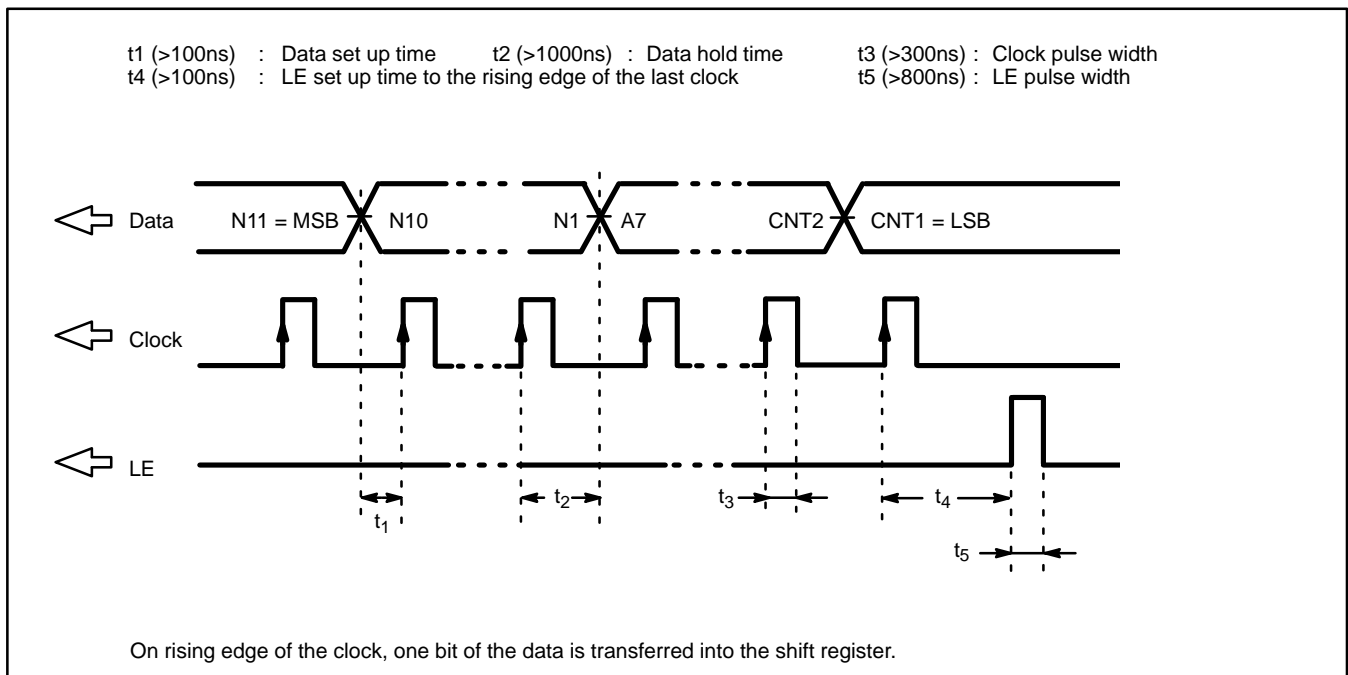 t1 (>100ns) : Data set up time t2 (>1000ns) : Data hold time t3 (>300ns) : Clock pulse width
t4 (>100ns) : LE set up time to the rising edge of the last clock t5 (>800ns) : LE pulse width
Data N11 = MSB N10 N1 A7 CNT2 CNT1 = LSB
Clock
LE
t1 t2 t3 t4
t5
On rising edge of the clock, one bit of the data is transferred into the shift register.